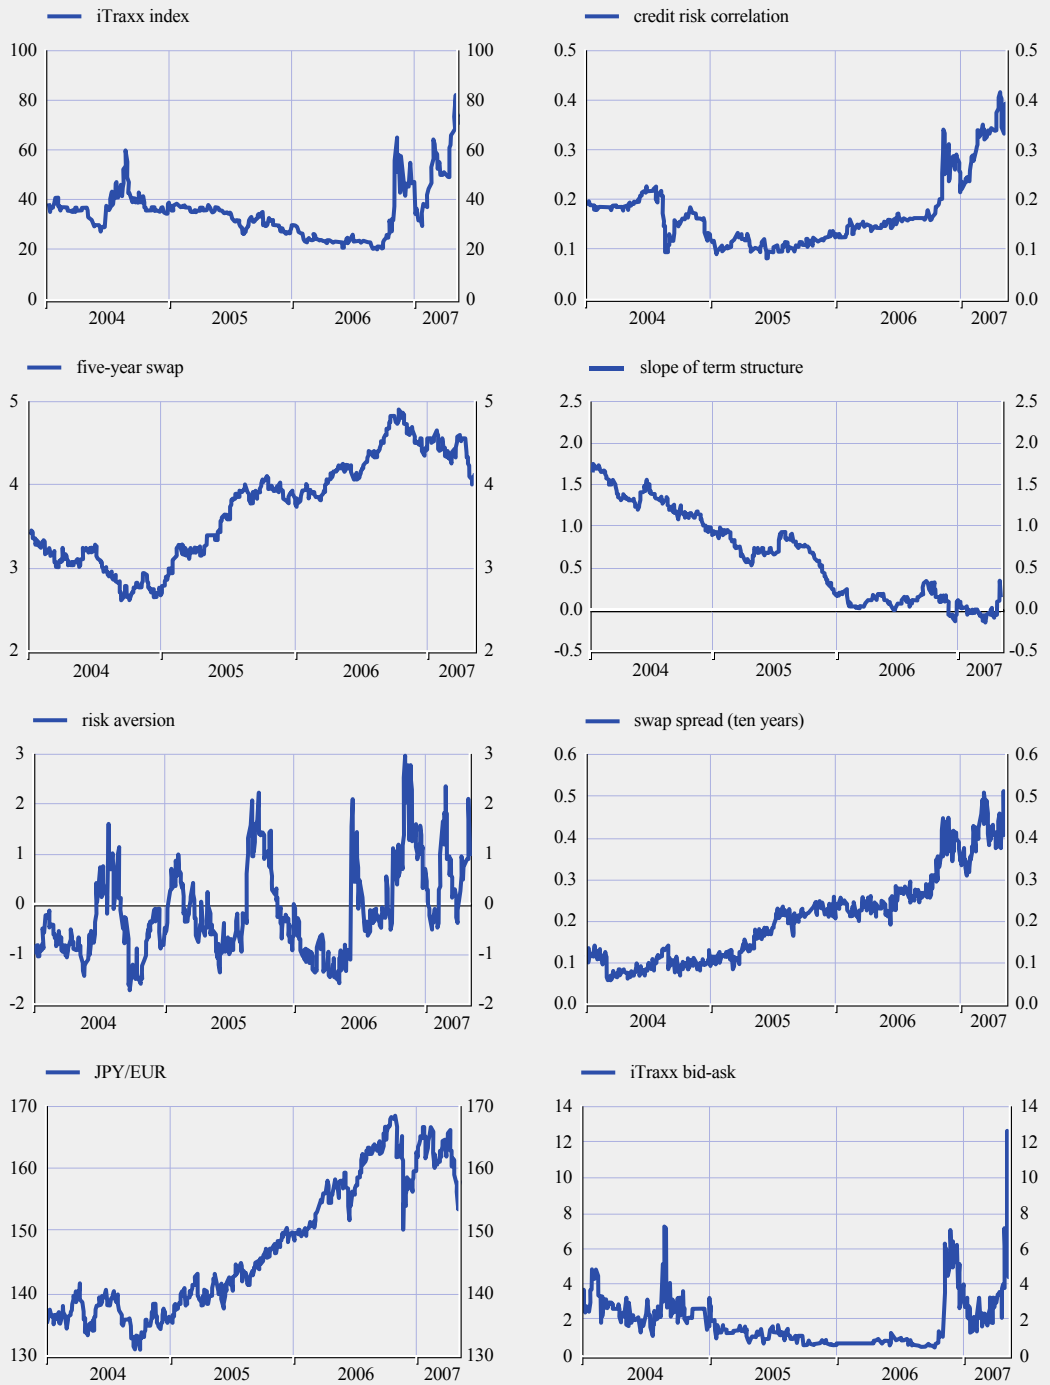 iTraxx index
credit risk correlation
100 100 0.5 0.5
80 80 0.4 0.4
60 60 0.3 0.3
40 40 0.2 0.2
20 20 0.1 0.1
0 0 0.0 0.0
2004 2005 2006 2007 2004 2005 2006 2007
five-year swap
slope of term structure
5 5 2.5 2.5
2.0 2.0
4 4 1.5 1.5
1.0 1.0
3 3 0.5 0.5
0.0 0.0
2 2 -0.5 -0.5
2004 2005 2006 2007 2004 2005 2006 2007
risk aversion
swap spread (ten years)
3 3 0.6 0.6
2 2 0.5 0.5
1 1 0.4 0.4
0.3 0.3
0 0 0.2 0.2
-1 -1 0.1 0.1
-2 -2 0.0 0.0
2004 2005 2006 2007 2004 2005 2006 2007
JPY/EUR
iTraxx bid-ask
170 170 14 14
12 12
160 160 10 10
8 8
150 150 6 6
140 140 4 4
2 2
130 130 0 0
2004 2005 2006 2007 2004 2005 2006 2007